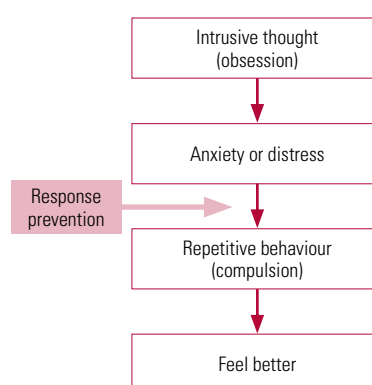 Intrusive thought
(obsession)
Anxiety or distress
Response
prevention
Repetitive behaviour
(compulsion)
Feel better